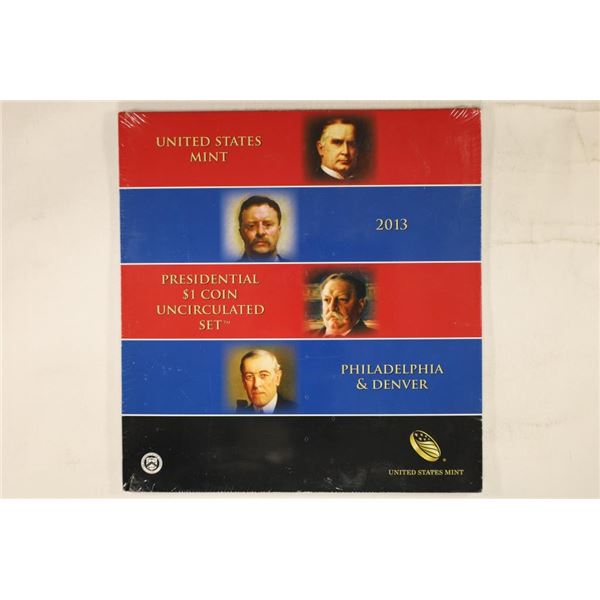 UNITED STATES
MINT
2013
PRESIDENTIAL
$1 COIN
UNCIRCULATED
SET™
PHILADELPHIA
& DENVER
UNITED STATES MINT